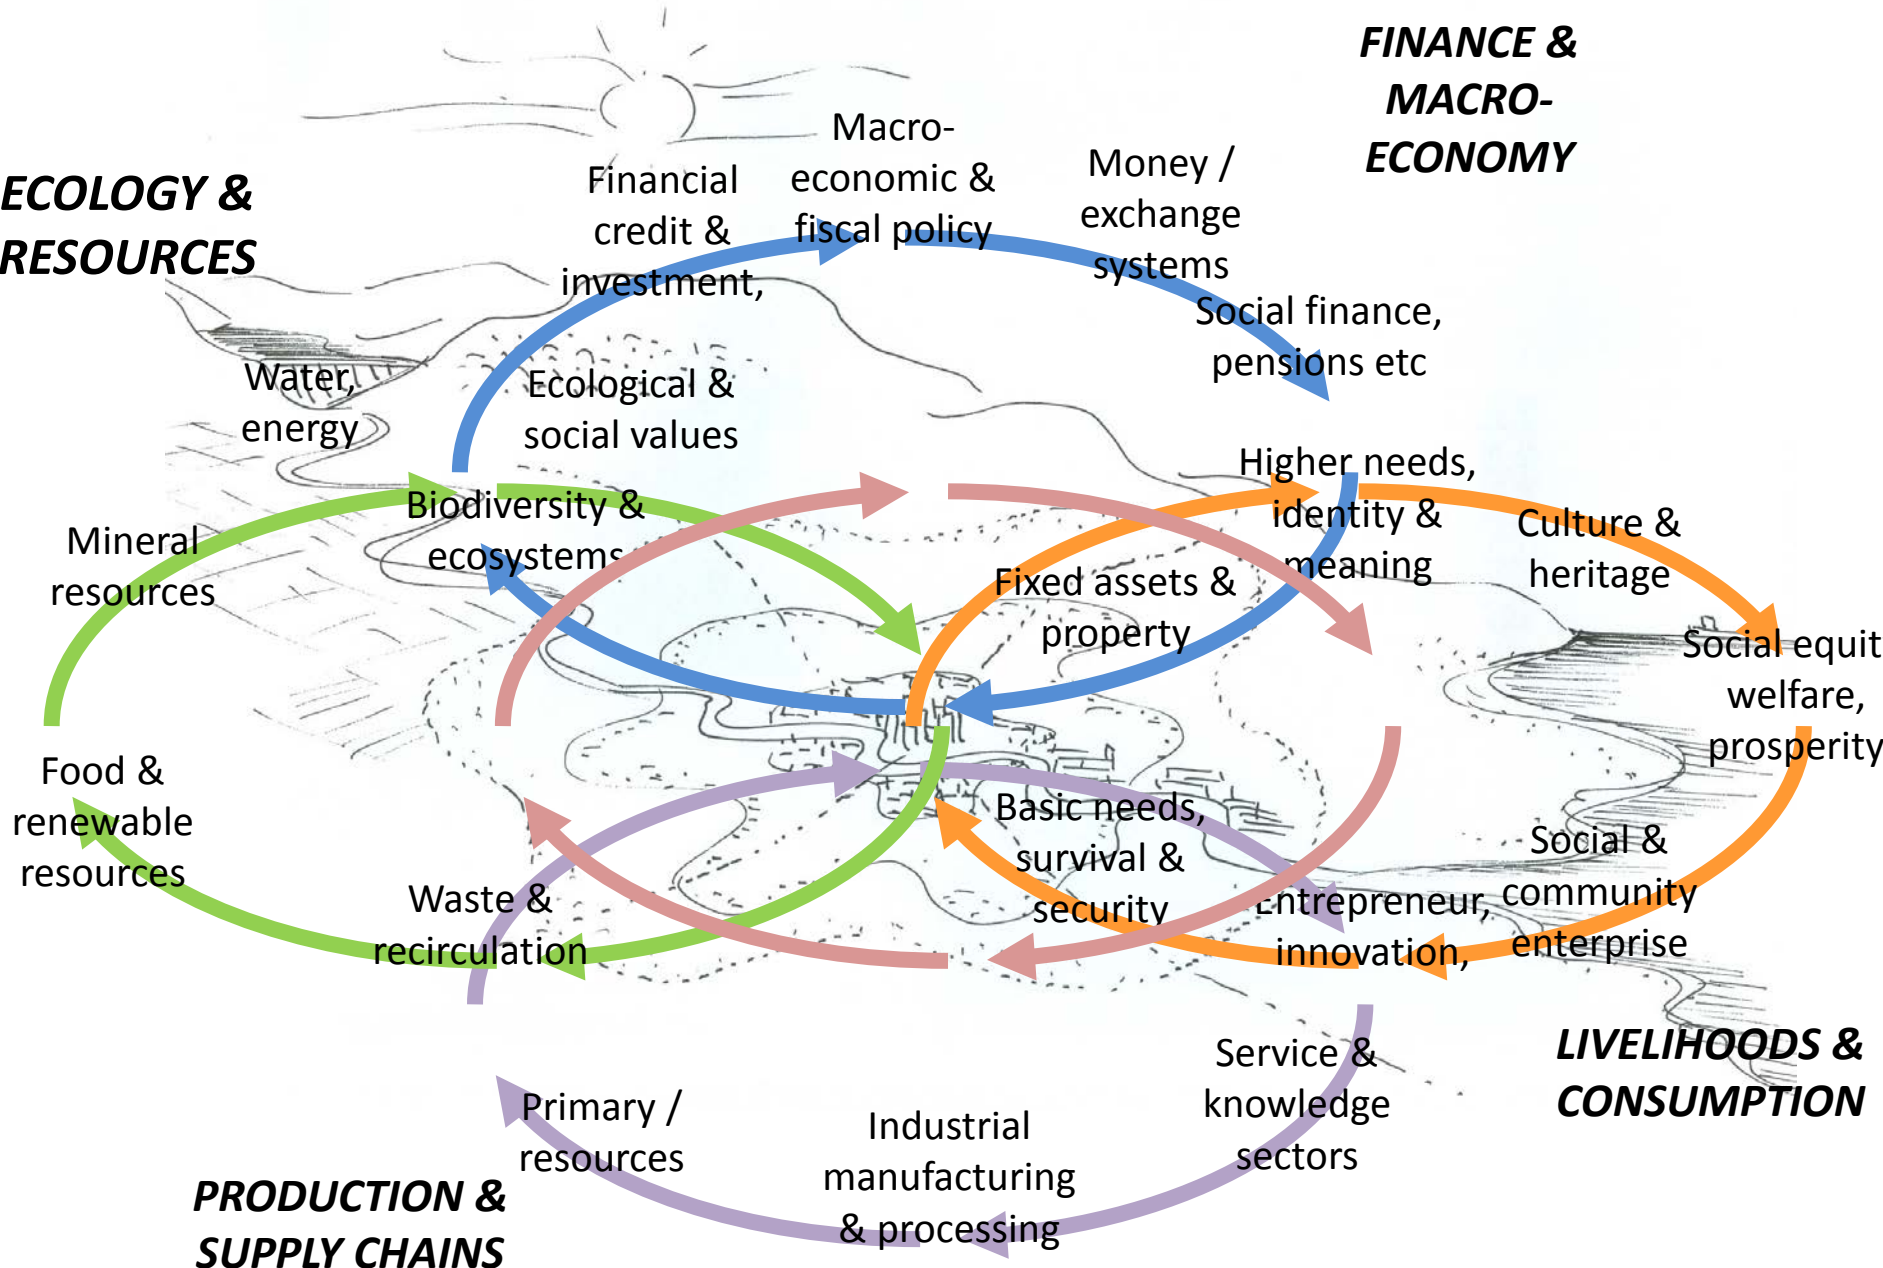 FINANCE &
MACRO-
ECONOMY
ECOLOGY &
RESOURCES
Macro-
economic &
fiscal policy
Financial
credit &
investment,
Money /
exchange
systems
Social finance,
pensions etc
Water,
energy
Ecological &
social values
Higher needs,
identity &
meaning
Biodiversity &
ecosystems
Mineral
resources
Culture &
heritage
Fixed assets &
property
Social equit
welfare,
prosperity
Food &
renewable
resources
Basic needs,
survival &
security
Social &
community
enterprise
Waste &
recirculation
Entrepreneur,
innovation,
Service &
knowledge
sectors
LIVELIHOODS &
CONSUMPTION
Primary /
resources
Industrial
manufacturing
& processing
PRODUCTION &
SUPPLY CHAINS